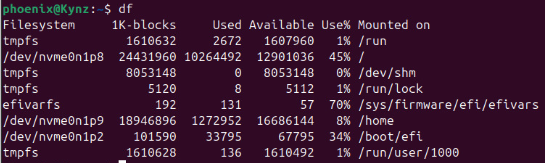 phoenix@Kynz:~$ df
Filesystem     1K-blocks     Used Available Use% Mounted on
tmpfs            1610632     2672   1607960   1% /run
/dev/nvme0n1p8  24431960 10264492  12901036  45% /
tmpfs            8053148        0   8053148   0% /dev/shm
tmpfs               5120        8      5112   1% /run/lock
efivarfs             192      131        57  70% /sys/firmware/efi/efivars
/dev/nvme0n1p9  18946896  1272952  16686144   8% /home
/dev/nvme0n1p2    101590    33795     67795  34% /boot/efi
tmpfs            1610628      136   1610492   1% /run/user/1000